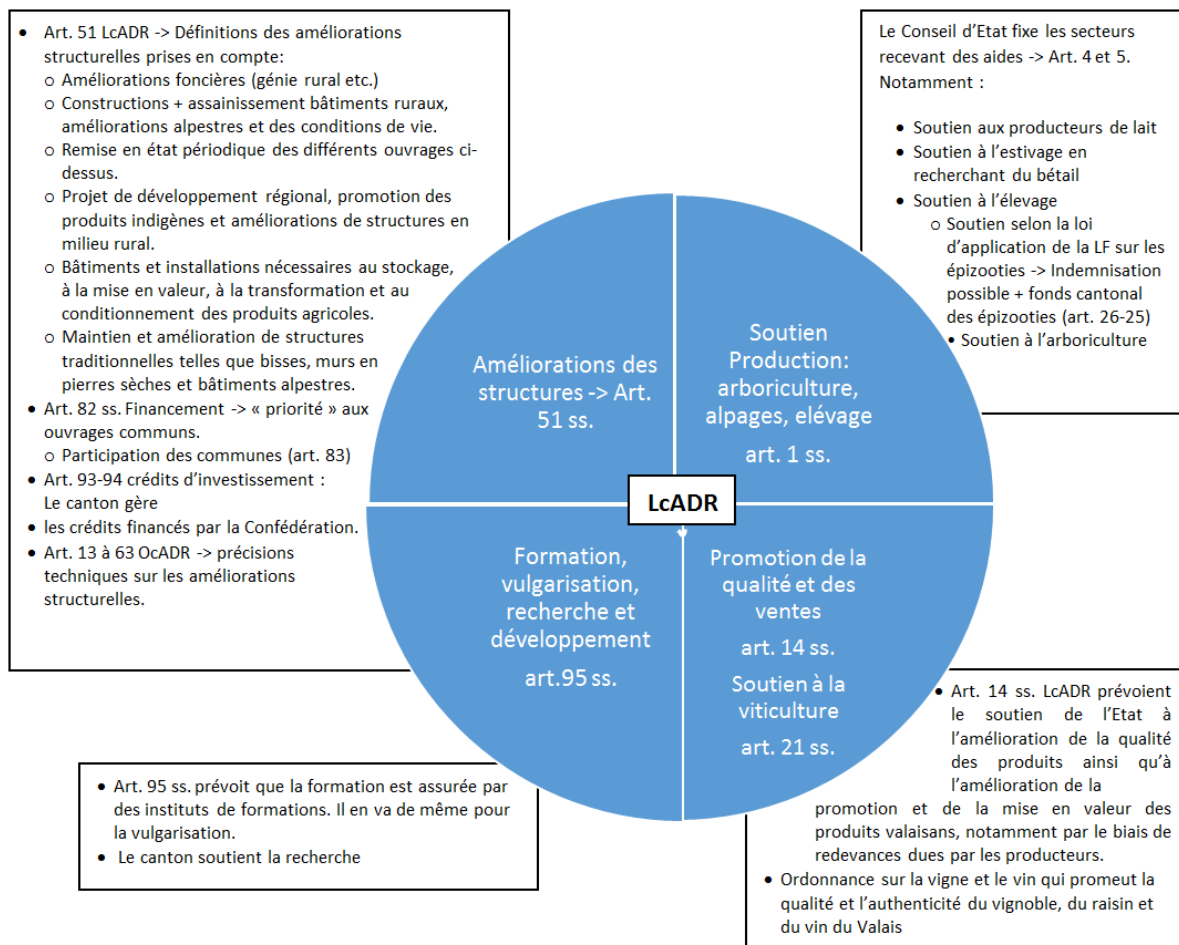 • Art. 51 LcADR -> Définitions des améliorations
structurelles prises en compte:
o Améliorations foncières (génie rural etc.)
o Constructions + assainissement bâtiments ruraux,
améliorations alpestres et des conditions de vie.
o Remise en état périodique des différents ouvrages ci-
dessus.
o Projet de développement régional, promotion des
produits indigènes et améliorations de structures en
milieu rural.
o Bâtiments et installations nécessaires au stockage,
à la mise en valeur, à la transformation et au
conditionnement des produits agricoles.
o Maintien et amélioration de structures
traditionnelles telles que bisses, murs en
pierres sèches et bâtiments alpestres.
• Art. 82 ss. Financement -> « priorité » aux
ouvrages communs.
o Participation des communes (art. 83)
• Art. 93-94 crédits d’investissement :
Le canton gère
• les crédits financés par la Confédération.
• Art. 13 à 63 OcADR -> précisions
techniques sur les améliorations
structurelles.
Le Conseil d’Etat fixe les secteurs
recevant des aides -> Art. 4 et 5.
Notamment :
• Soutien aux producteurs de lait
• Soutien à l’estivage en
recherchant du bétail
• Soutien à l’élevage
o Soutien selon la loi
d’application de la LF sur les
épizooties -> Indemnisation
possible + fonds cantonal
des épizooties (art. 26-25)
• Soutien à l’arboriculture
Améliorations des
structures -> Art.
51 ss.
Soutien
Production:
arboriculture,
alpages, elévage
art. 1 ss.
LcADR
Formation,
vulgarisation,
recherche et
développement
art.95 ss.
Promotion de la
qualité et des
ventes
art. 14 ss.
Soutien à la
viticulture
art. 21 ss.
• Art. 95 ss. prévoit que la formation est assurée par
des instituts de formations. Il en va de même pour
la vulgarisation.
• Le canton soutient la recherche
• Art. 14 ss. LcADR prévoient
le soutien de l’Etat à
l’amélioration de la qualité
des produits ainsi qu’à
l’amélioration de la
promotion et de la mise en valeur des
produits valaisans, notamment par le biais de
redevances dues par les producteurs.
• Ordonnance sur la vigne et le vin qui promeut la
qualité et l’authenticité du vignoble, du raisin et
du vin du Valais